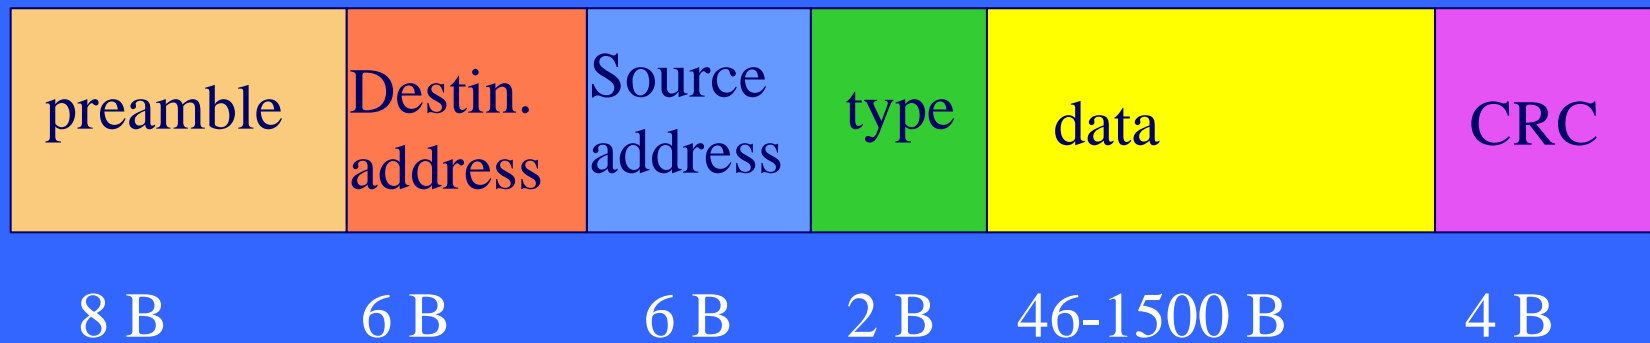 preamble
Destin.
address
Source
address
type
data
CRC
8 B
6 B
6 B
2 B
46-1500 B
4 B